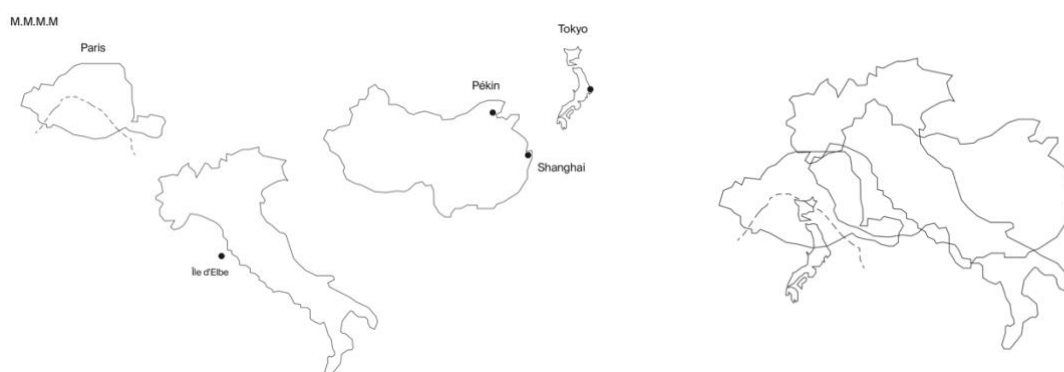 M.M.M.M
Tokyo
Paris
Pékin
Shanghai
Île d'Elbe